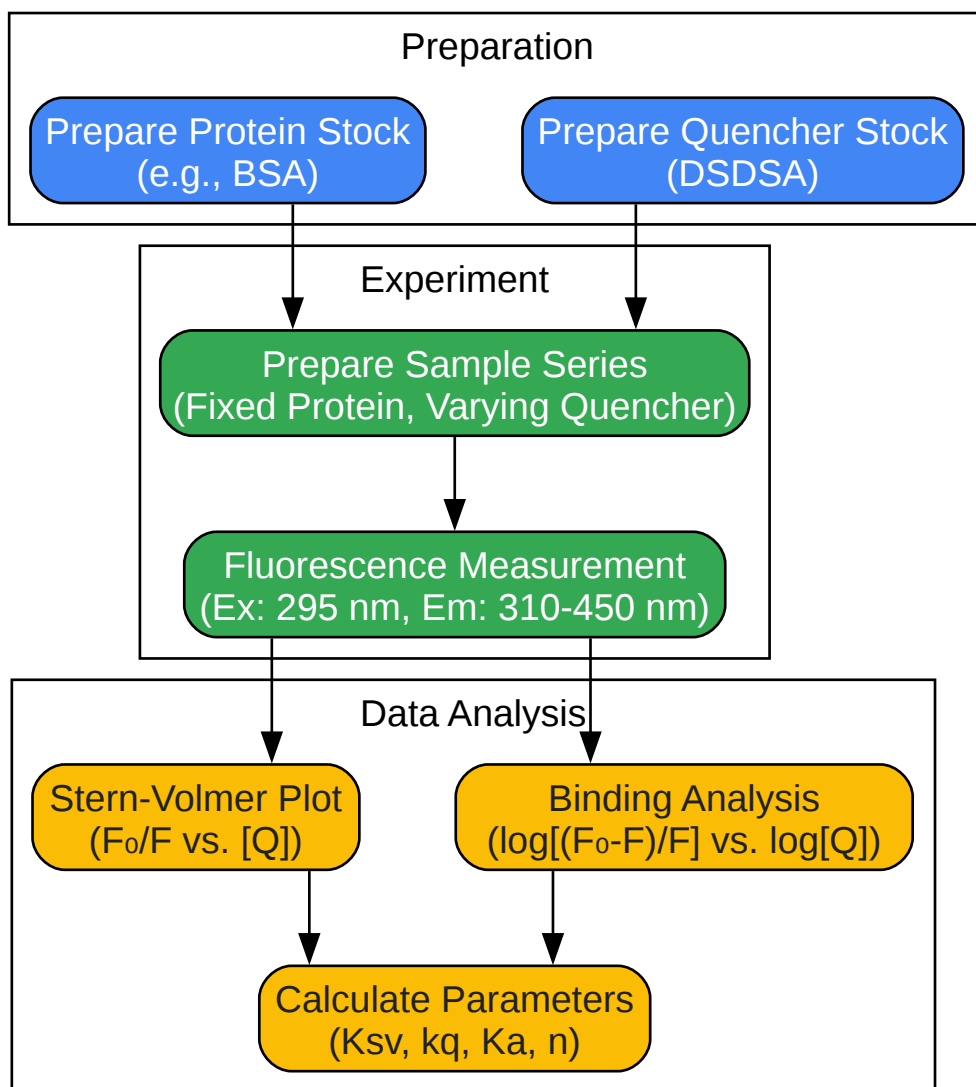 Preparation
Prepare Protein Stock
(e.g., BSA)
Prepare Quencher Stock
(DSDSA)
Experiment
Prepare Sample Series
(Fixed Protein, Varying Quencher)
Fluorescence Measurement
(Ex: 295 nm, Em: 310-450 nm)
Data Analysis
Stern-Volmer Plot
(F₀/F vs. [Q])
Binding Analysis
(log[(F₀-F)/F] vs. log[Q])
Calculate Parameters
(Ksv, kq, Ka, n)